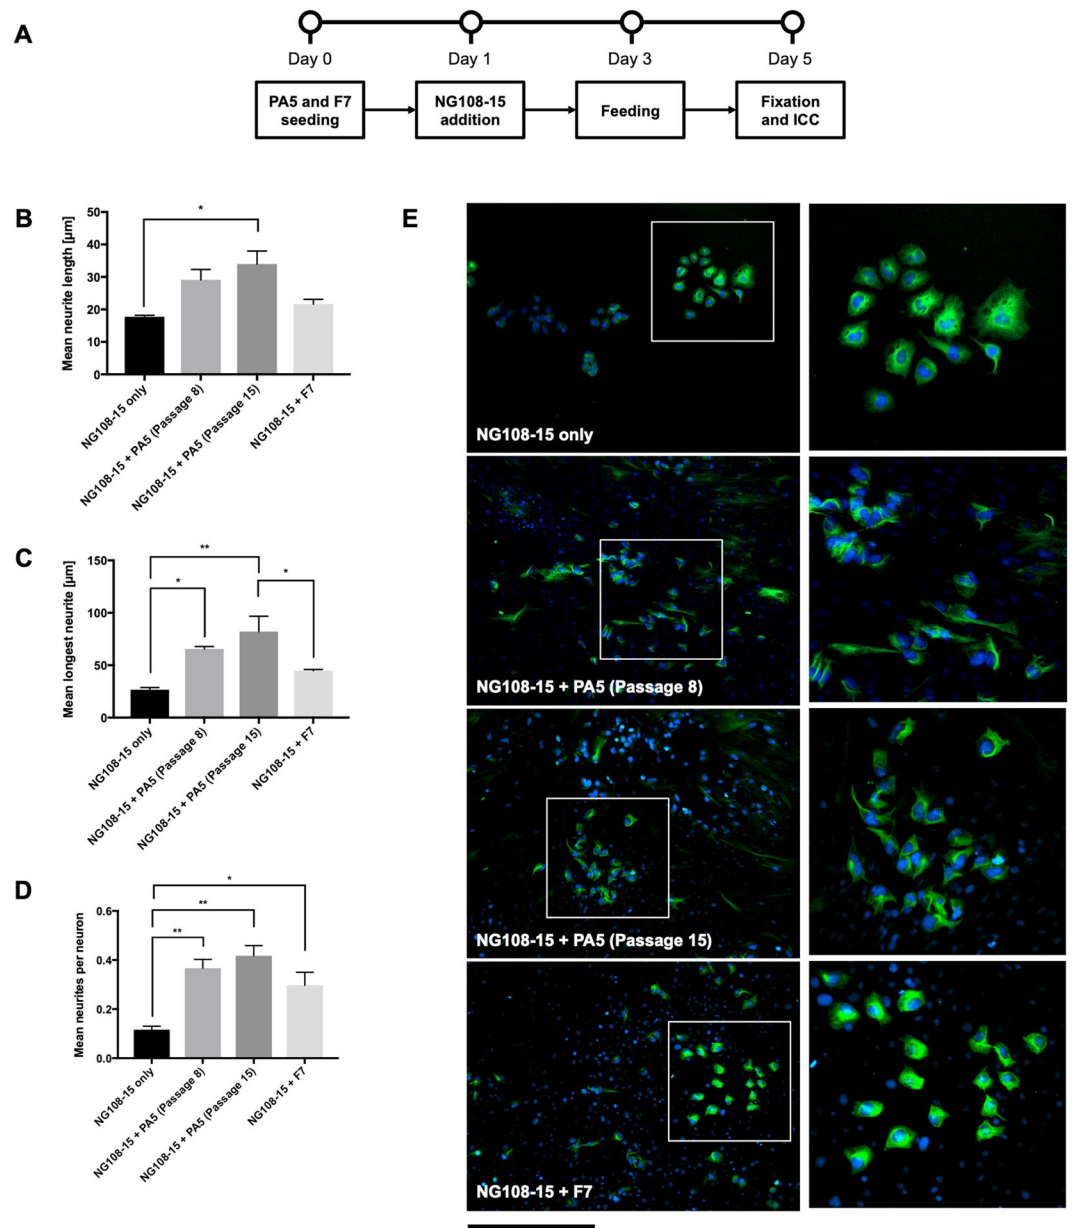 A
Day 0
Day 1
Day 3
Day 5
PA5 and F7
seeding
NG108-15
addition
Feeding
Fixation
and ICC
B
Mean neurite length [µm]
50
40
30
20
10
0
*
NG108-15 only
NG108-15 + PA5 (Passage 8)
NG108-15 + PA5 (Passage 15)
NG108-15 + F7
C
Mean longest neurite [µm]
150
100
50
0
**
*
*
NG108-15 only
NG108-15 + PA5 (Passage 8)
NG108-15 + PA5 (Passage 15)
NG108-15 + F7
D
Mean neurites per neuron
0.6
0.4
0.2
0.0
*
**
**
NG108-15 only
NG108-15 + PA5 (Passage 8)
NG108-15 + PA5 (Passage 15)
NG108-15 + F7
E
NG108-15 only
NG108-15 + PA5 (Passage 8)
NG108-15 + PA5 (Passage 15)
NG108-15 + F7